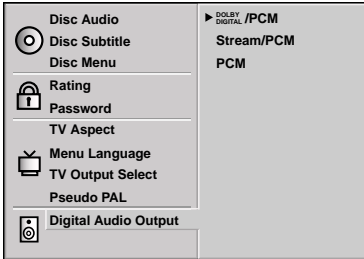 Disc Audio
Disc Subtitle
Disc Menu
Rating
Password
TV Aspect
Menu Language
TV Output Select
Pseudo PAL
Digital Audio Output
DOLBY DIGITAL /PCM
Stream/PCM
PCM